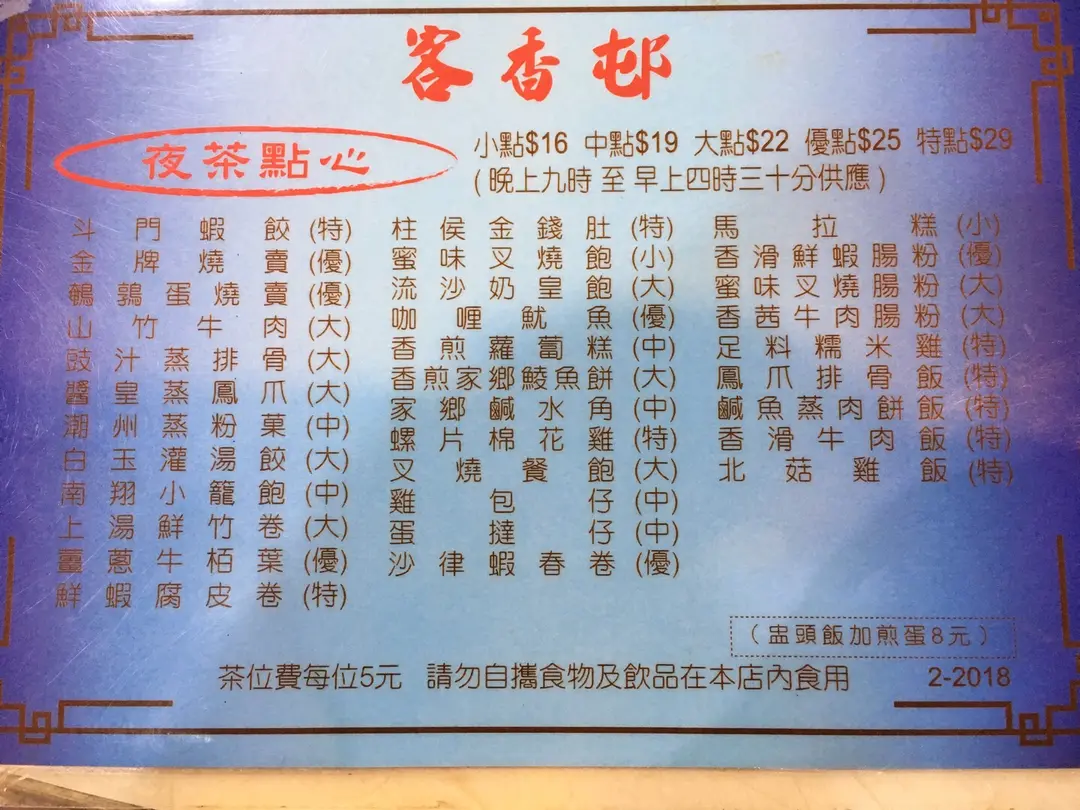 客香邨
夜茶點心
小點$16 中點$19 大點$22 優點$25 特點$29
(晚上九時至早上四時三十分供應)
斗門蝦餃(特)
金牌燒賣(優)
鵪鶉蛋燒賣(優)
山竹牛肉(大)
豉汁蒸排骨(大)
醬皇蒸鳳爪(大)
潮州蒸粉菓(中)
白玉灌湯餃(大)
南翔小籠飽(中)
上湯鮮竹卷(大)
薑蔥牛栢葉(優)
鮮蝦腐皮卷(特)
柱侯金錢肚(特)
蜜味叉燒飽(小)
流沙奶皇飽(大)
咖喱魷魚(優)
香煎蘿蔔糕(中)
香煎家鄉鯪魚餅(大)
家鄉鹹水角(中)
螺片棉花雞(特)
叉燒餐飽(大)
雞包仔(中)
蛋撻仔(中)
沙律蝦春卷(優)
馬拉糕(小)
香滑鮮蝦腸粉(優)
蜜味叉燒腸粉(大)
香茜牛肉腸粉(大)
足料糯米雞(特)
鳳爪排骨飯(特)
鹹魚蒸肉餅飯(特)
香滑牛肉飯(特)
北菇雞飯(特)
(盅頭飯加煎蛋8元)
茶位費每位5元 請勿自攜食物及飲品在本店內食用
2-2018